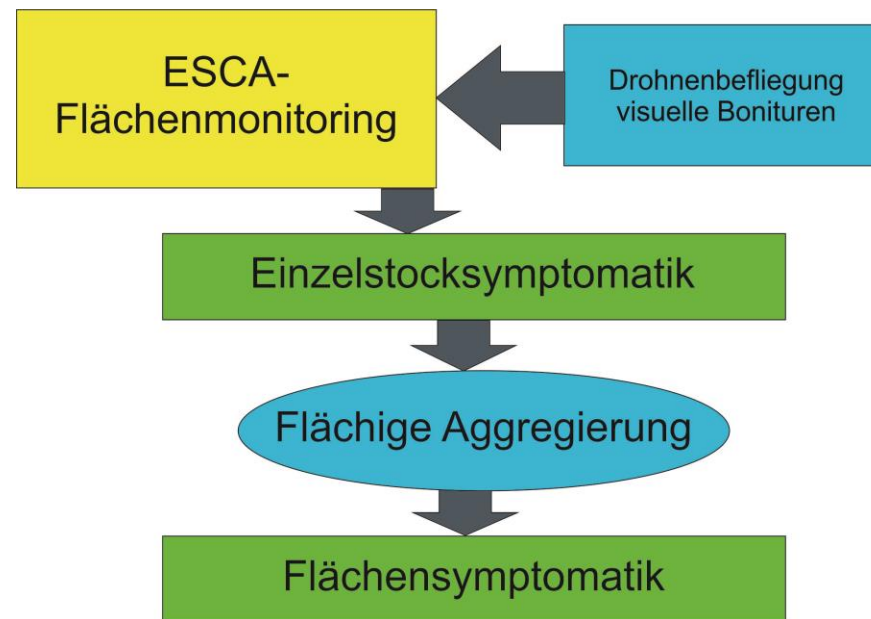 ESCA-
Flächenmonitoring
Drohnenbefliegung
visuelle Bonituren
Einzelstocksymptomatik
Flächige Aggregierung
Flächensymptomatik